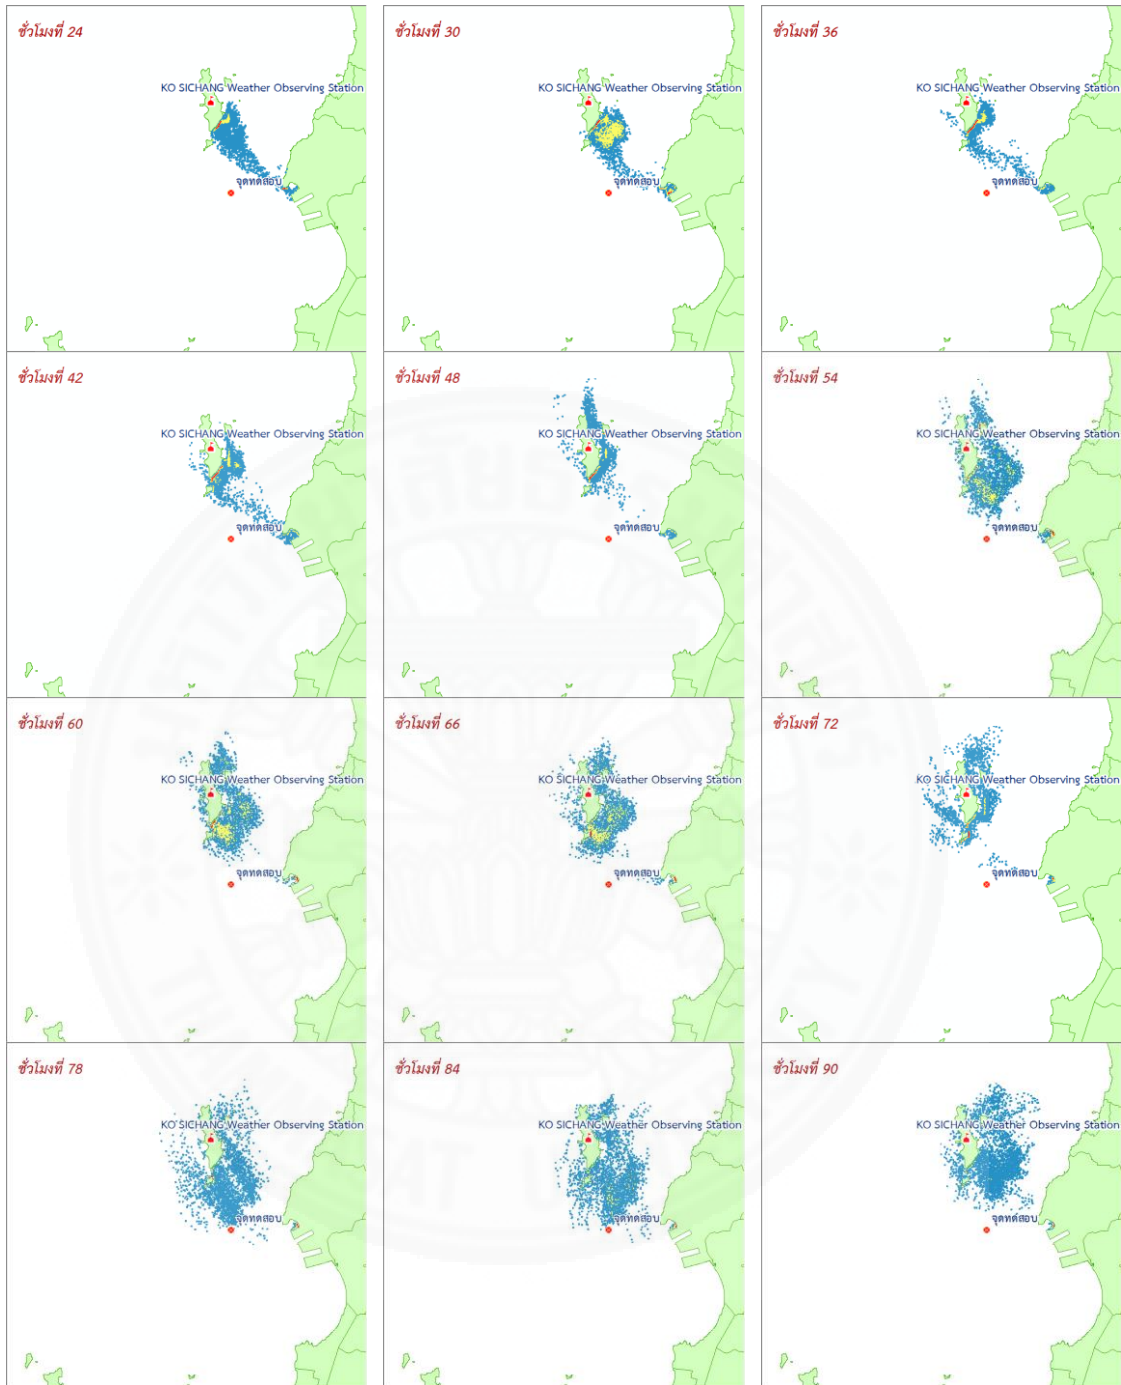 ชั่วโมงที่ 24
KO SICHANG Weather Observing Station
จุดทดสอบ
ชั่วโมงที่ 30
KO SICHANG Weather Observing Station
จุดทดสอบ
ชั่วโมงที่ 36
KO SICHANG Weather Observing Station
จุดทดสอบ
ชั่วโมงที่ 42
KO SICHANG Weather Observing Station
จุดทดสอบ
ชั่วโมงที่ 48
KO SICHANG Weather Observing Station
จุดทดสอบ
ชั่วโมงที่ 54
KO SICHANG Weather Observing Station
จุดทดสอบ
ชั่วโมงที่ 60
KO SICHANG Weather Observing Station
จุดทดสอบ
ชั่วโมงที่ 66
KO SICHANG Weather Observing Station
จุดทดสอบ
ชั่วโมงที่ 72
KO SICHANG Weather Observing Station
จุดทดสอบ
ชั่วโมงที่ 78
KO SICHANG Weather Observing Station
จุดทดสอบ
ชั่วโมงที่ 84
KO SICHANG Weather Observing Station
จุดทดสอบ
ชั่วโมงที่ 90
KO SICHANG Weather Observing Station
จุดทดสอบ